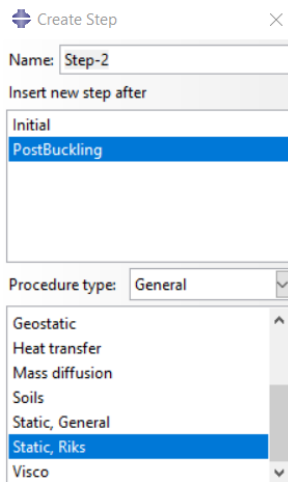 Create Step
Name: Step-2
Insert new step after
Initial
PostBuckling
Procedure type: General
Geostatic
Heat transfer
Mass diffusion
Soils
Static, General
Static, Riks
Visco